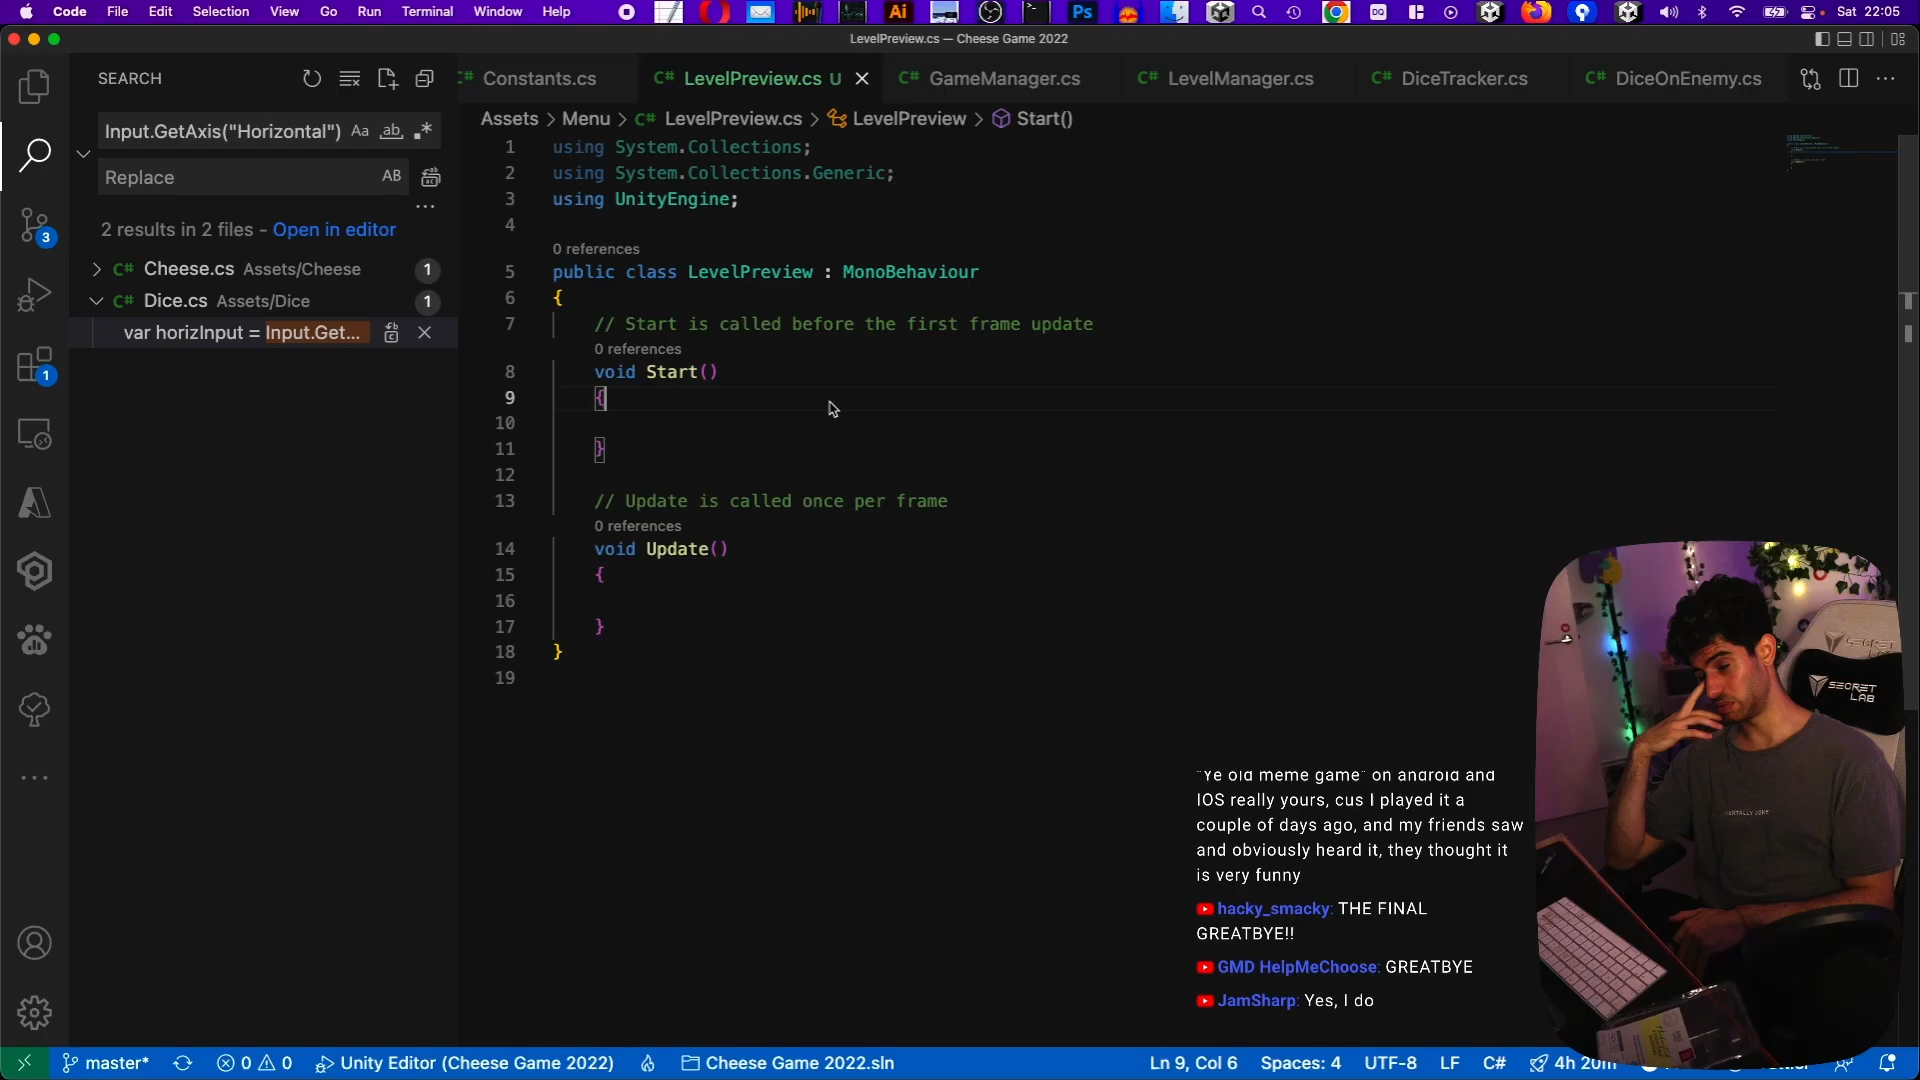 Code File Edit Selection View Go Run Terminal Window Help Sat 22:05
LevelPreview.cs — Cheese Game 2022
SEARCH
Constants.cs LevelPreview.cs U GameManager.cs LevelManager.cs DiceTracker.cs DiceOnEnemy.cs
Input.GetAxis("Horizontal") Aa ab
Replace AB
2 results in 2 files - Open in editor
Cheese.cs Assets/Cheese 1
Dice.cs Assets/Dice 1
var horizInput = Input.Get...
3
1
Assets > Menu > LevelPreview.cs > LevelPreview > Start()
1 using System.Collections;
2 using System.Collections.Generic;
3 using UnityEngine;
4
0 references
5 public class LevelPreview : MonoBehaviour
6 {
7 // Start is called before the first frame update
0 references
8 void Start()
9 {
10
11 }
12
13 // Update is called once per frame
0 references
14 void Update()
15 {
16
17 }
18 }
19
"Ye old meme game" on android and
IOS really yours, cus I played it a
couple of days ago, and my friends saw
and obviously heard it, they thought it
is very funny
hacky_smacky: THE FINAL
GREATBYE!!
GMD HelpMeChoose: GREATBYE
JamSharp: Yes, I do
SECRET
LAB
master* 0 0 Unity Editor (Cheese Game 2022) Cheese Game 2022.sln Ln 9, Col 6 Spaces: 4 UTF-8 LF C# 4h 20m